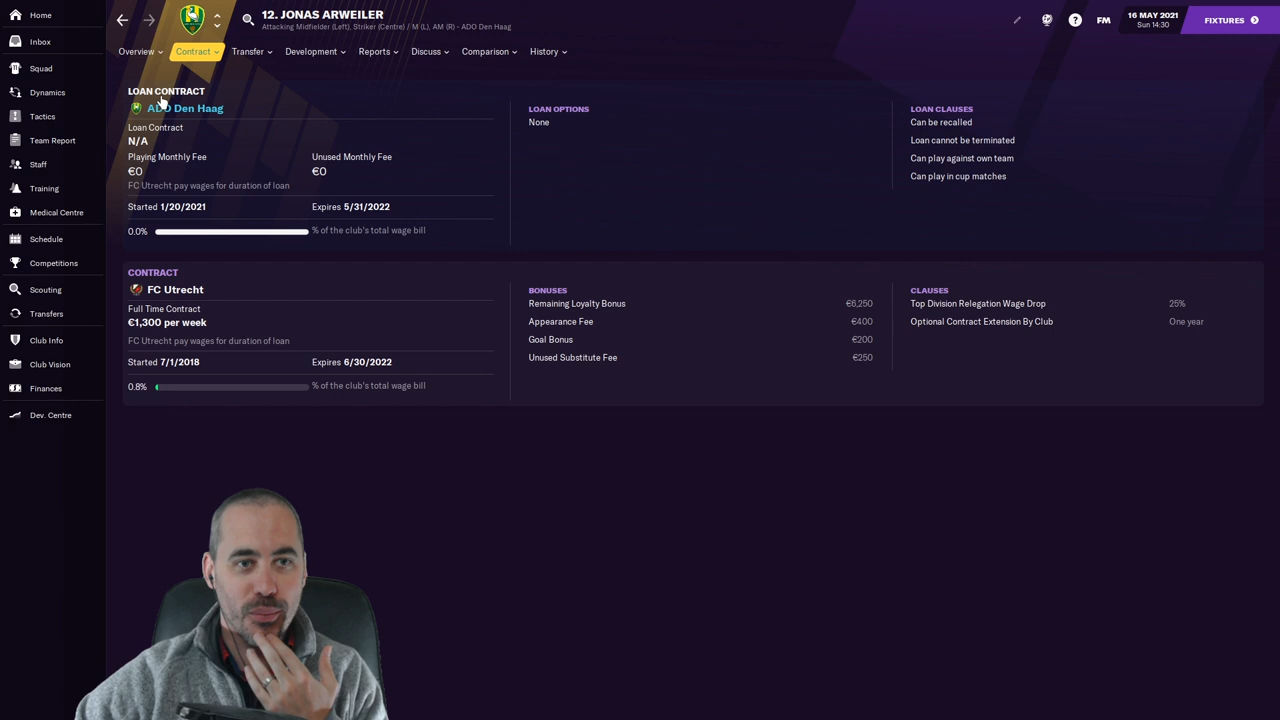 Home
Inbox
Squad
Dynamics
Tactics
Team Report
Staff
Training
Medical Centre
Schedule
Competitions
Scouting
Transfers
Club Info
Club Vision
Finances
Dev. Centre
12. JONAS ARWEILER
Attacking Midfielder (Left), Striker (Centre) / M (L), AM (R) - ADO Den Haag
?
FM
16 MAY 2021
Sun 14:30
FIXTURES
Overview
Contract
Transfer
Development
Reports
Discuss
Comparison
History
LOAN CONTRACT
ADO Den Haag
Loan Contract
N/A
Playing Monthly Fee Unused Monthly Fee
€0 €0
FC Utrecht pay wages for duration of loan
Started 1/20/2021 Expires 5/31/2022
0.0% % of the club's total wage bill
LOAN OPTIONS
None
LOAN CLAUSES
Can be recalled
Loan cannot be terminated
Can play against own team
Can play in cup matches
CONTRACT
FC Utrecht
Full Time Contract
€1,300 per week
FC Utrecht pay wages for duration of loan
Started 7/1/2018 Expires 6/30/2022
0.8% % of the club's total wage bill
BONUSES
Remaining Loyalty Bonus €6,250
Appearance Fee €400
Goal Bonus €200
Unused Substitute Fee €250
CLAUSES
Top Division Relegation Wage Drop 25%
Optional Contract Extension By Club One year